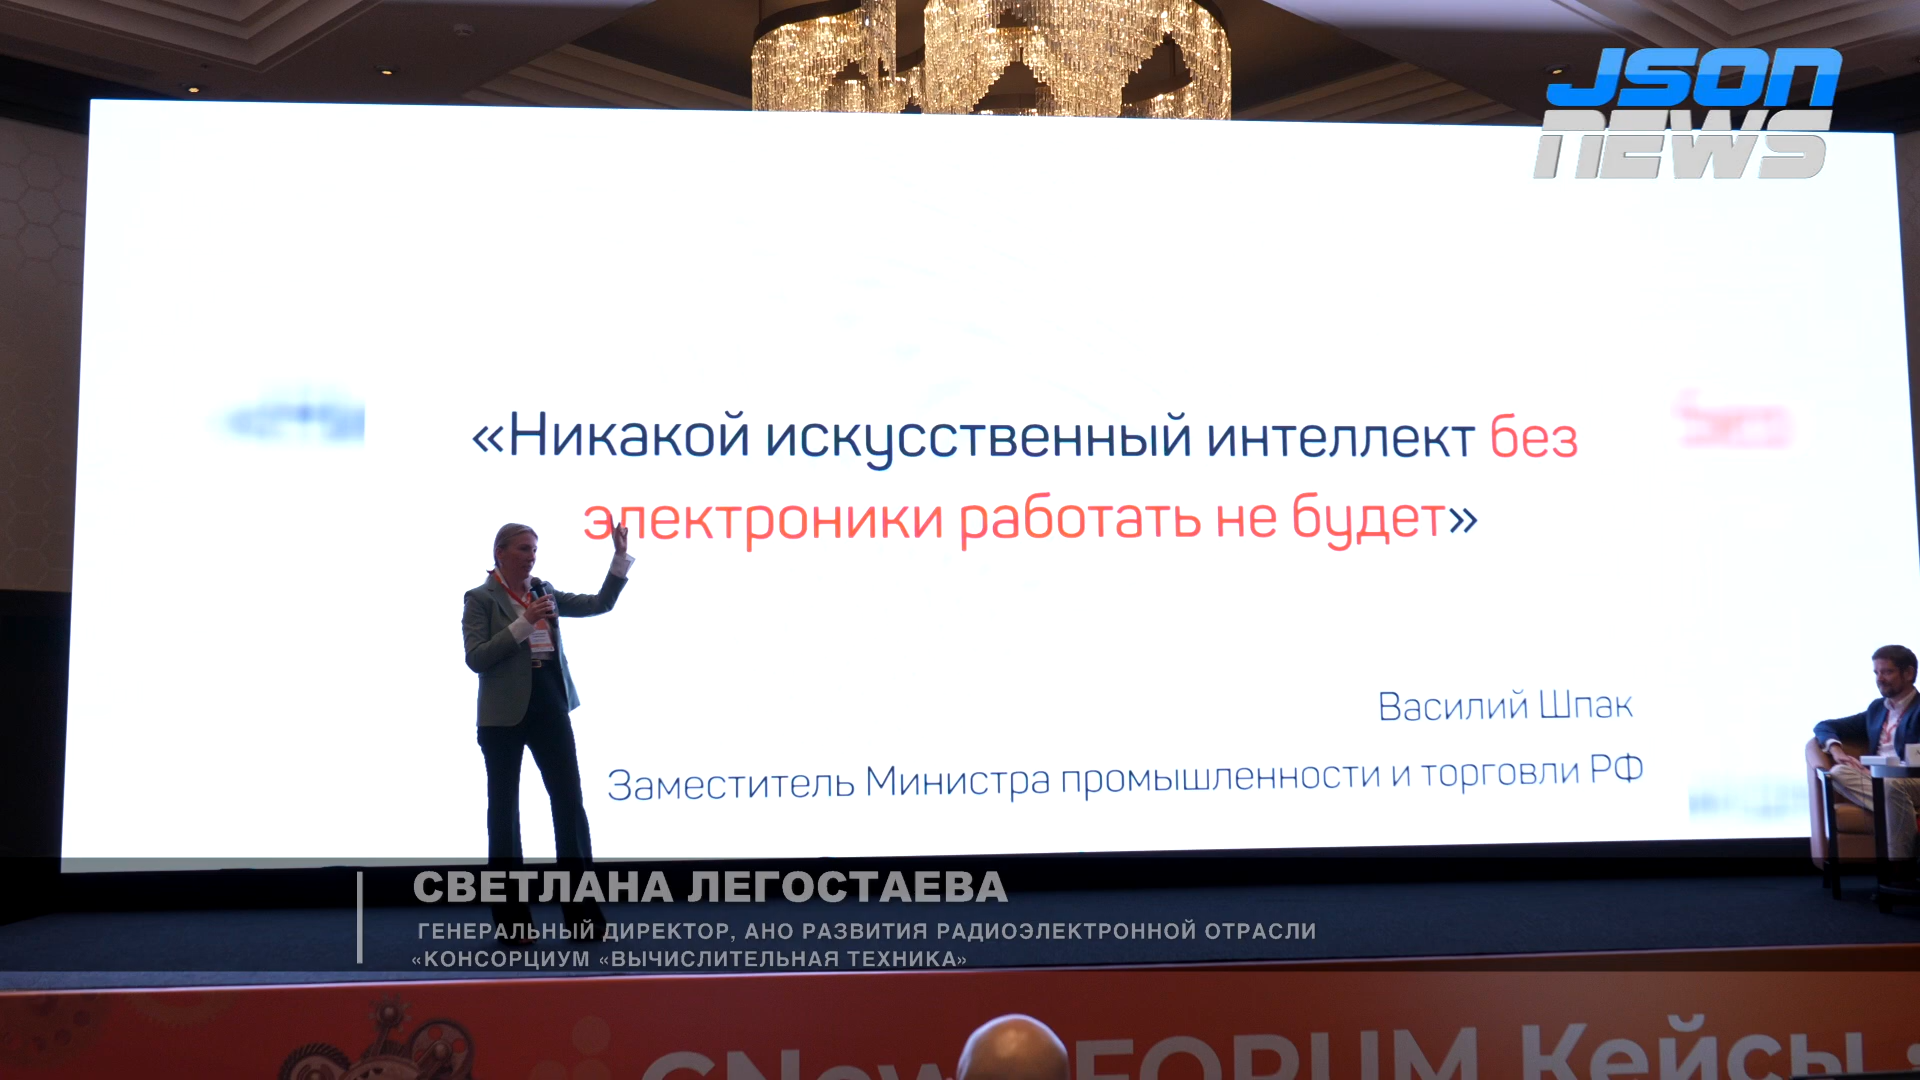 JSON
NEWS
«Никакой искусственный интеллект без
электроники работать не будет»
Василий Шпак
Заместитель Министра промышленности и торговли РФ
СВЕТЛАНА ЛЕГОСТАЕВА
ГЕНЕРАЛЬНЫЙ ДИРЕКТОР, АНО РАЗВИТИЯ РАДИОЭЛЕКТРОННОЙ ОТРАСЛИ
«КОНСОРЦИУМ «ВЫЧИСЛИТЕЛЬНАЯ ТЕХНИКА»
CNew FORUM Кейсы